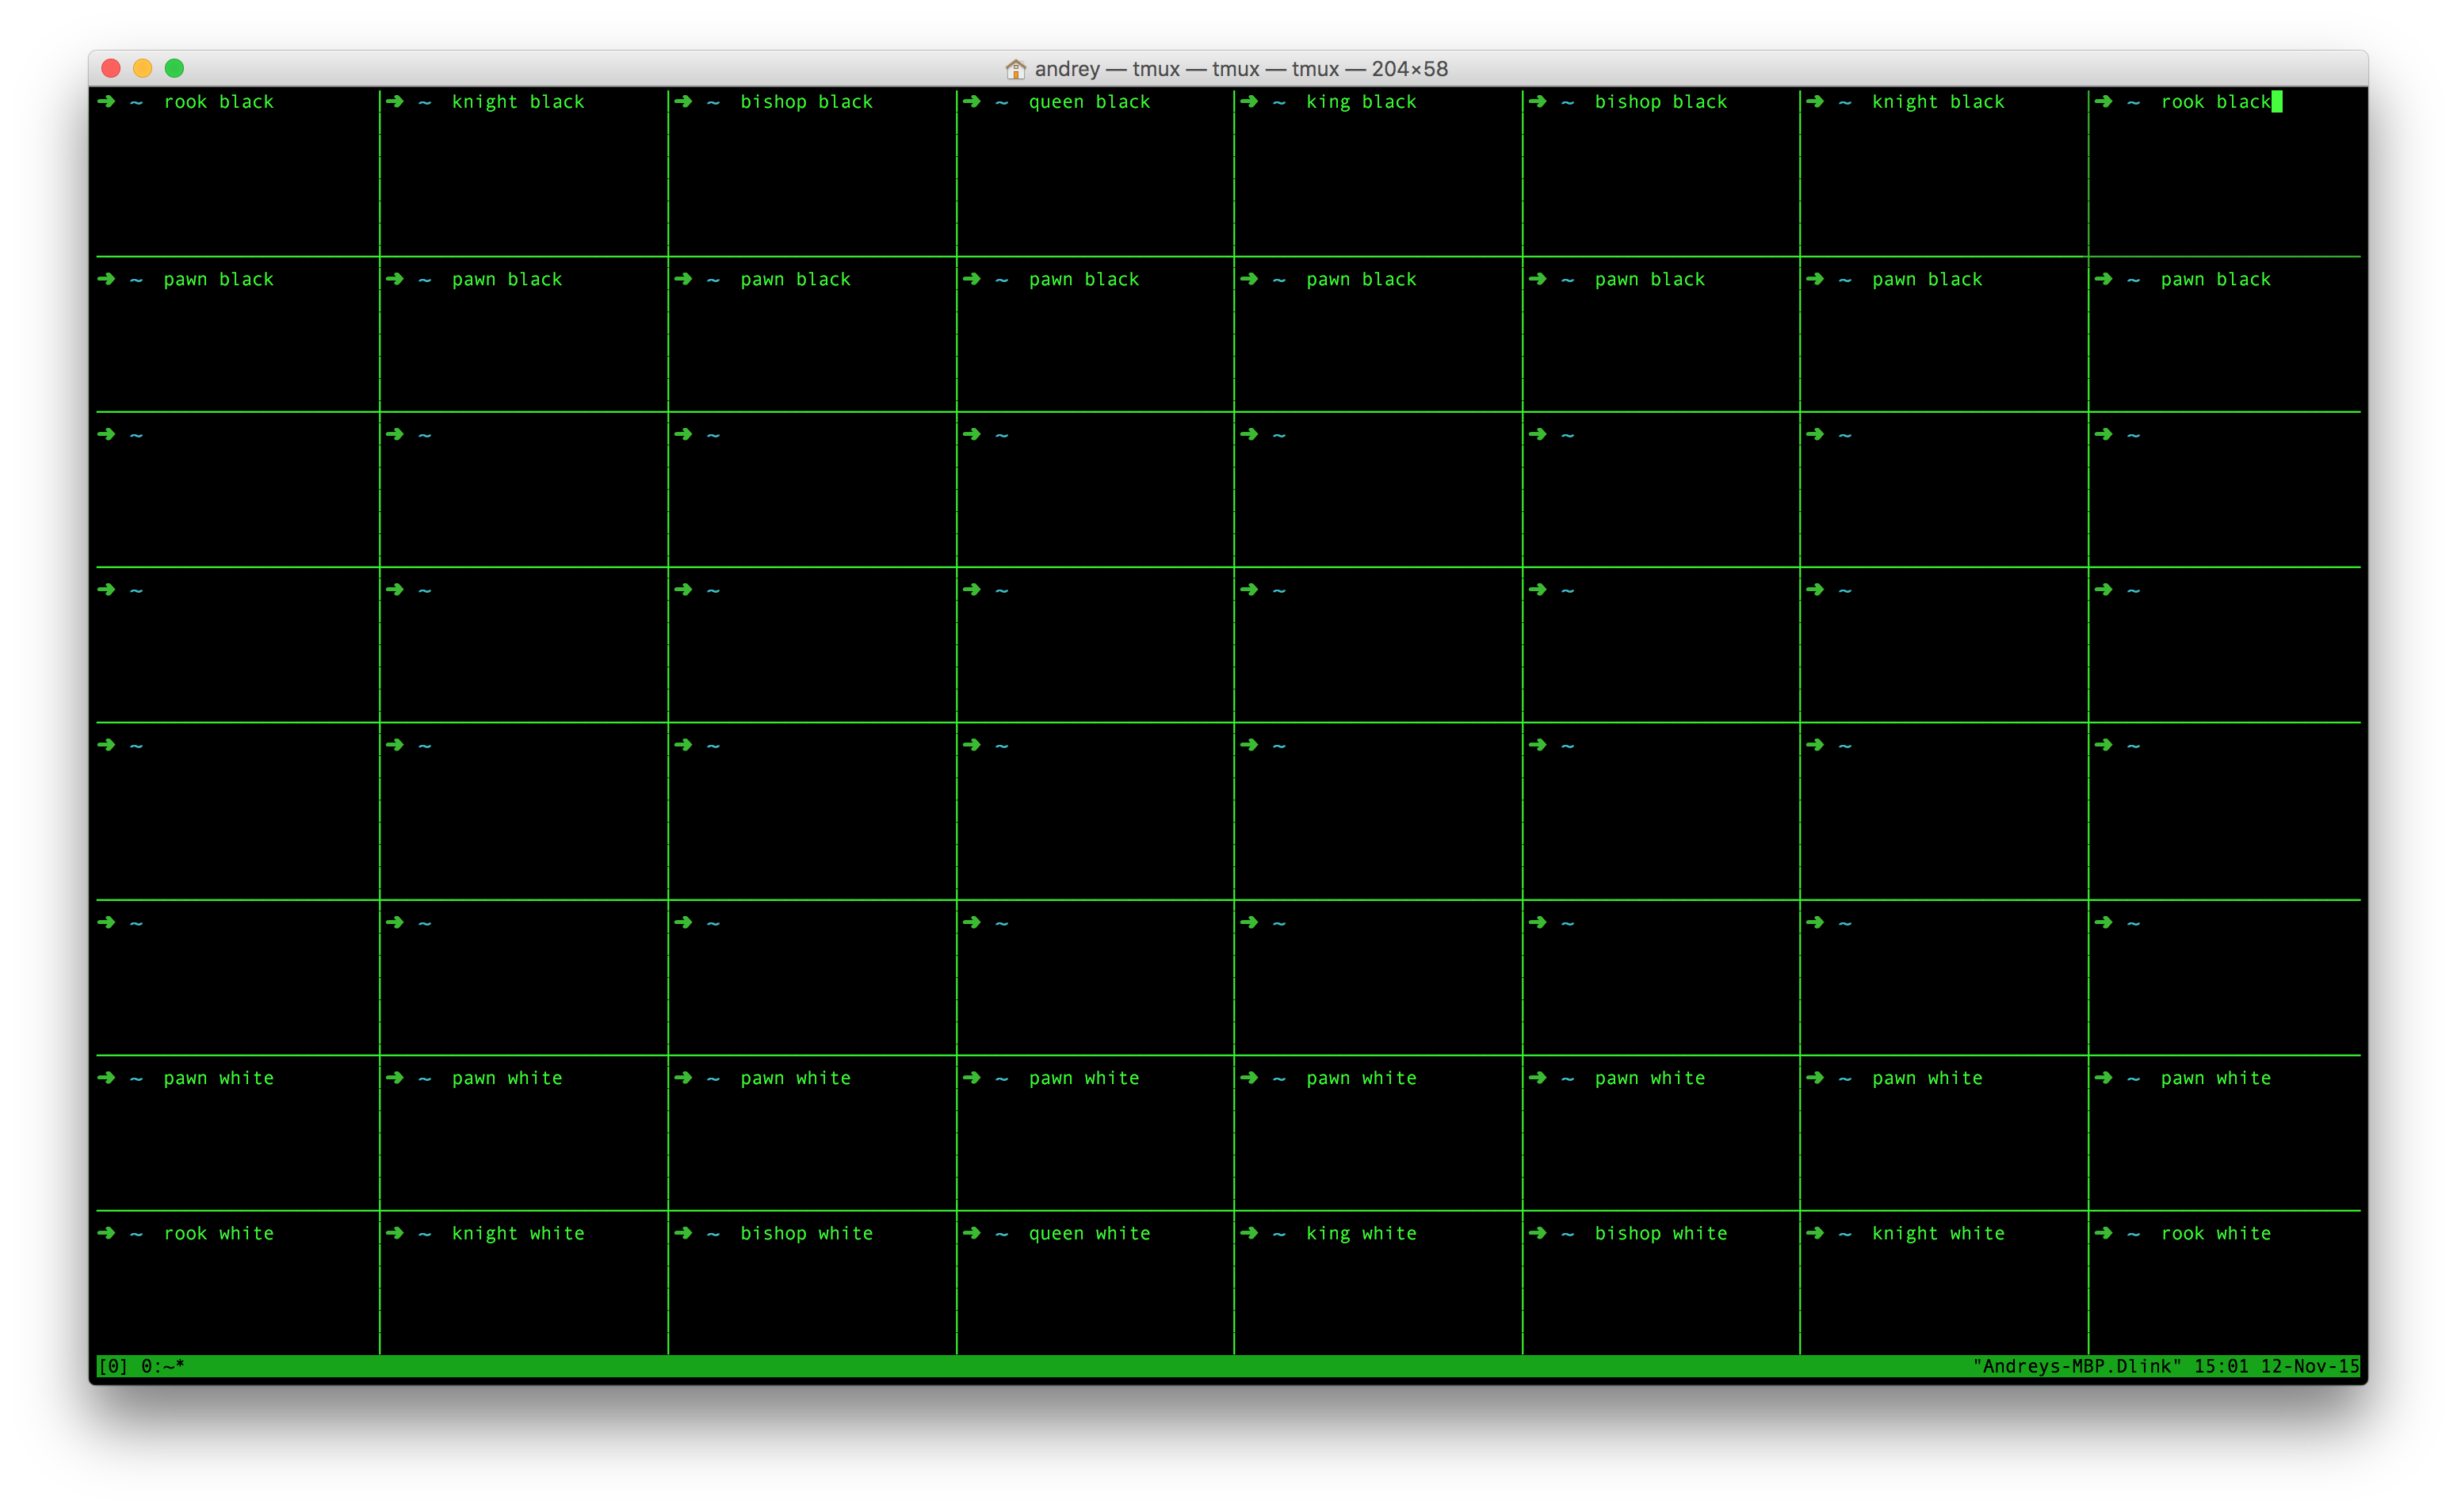 andrey — tmux — tmux — tmux — 204×58
➜ ~ rook black ➜ ~ knight black ➜ ~ bishop black ➜ ~ queen black ➜ ~ king black ➜ ~ bishop black ➜ ~ knight black ➜ ~ rook black
➜ ~ pawn black ➜ ~ pawn black ➜ ~ pawn black ➜ ~ pawn black ➜ ~ pawn black ➜ ~ pawn black ➜ ~ pawn black ➜ ~ pawn black
➜ ~ ➜ ~ ➜ ~ ➜ ~ ➜ ~ ➜ ~ ➜ ~ ➜ ~
➜ ~ ➜ ~ ➜ ~ ➜ ~ ➜ ~ ➜ ~ ➜ ~ ➜ ~
➜ ~ ➜ ~ ➜ ~ ➜ ~ ➜ ~ ➜ ~ ➜ ~ ➜ ~
➜ ~ ➜ ~ ➜ ~ ➜ ~ ➜ ~ ➜ ~ ➜ ~ ➜ ~
➜ ~ pawn white ➜ ~ pawn white ➜ ~ pawn white ➜ ~ pawn white ➜ ~ pawn white ➜ ~ pawn white ➜ ~ pawn white ➜ ~ pawn white
➜ ~ rook white ➜ ~ knight white ➜ ~ bishop white ➜ ~ queen white ➜ ~ king white ➜ ~ bishop white ➜ ~ knight white ➜ ~ rook white
[0] 0:~* "Andreys-MBP.Dlink" 15:01 12-Nov-15